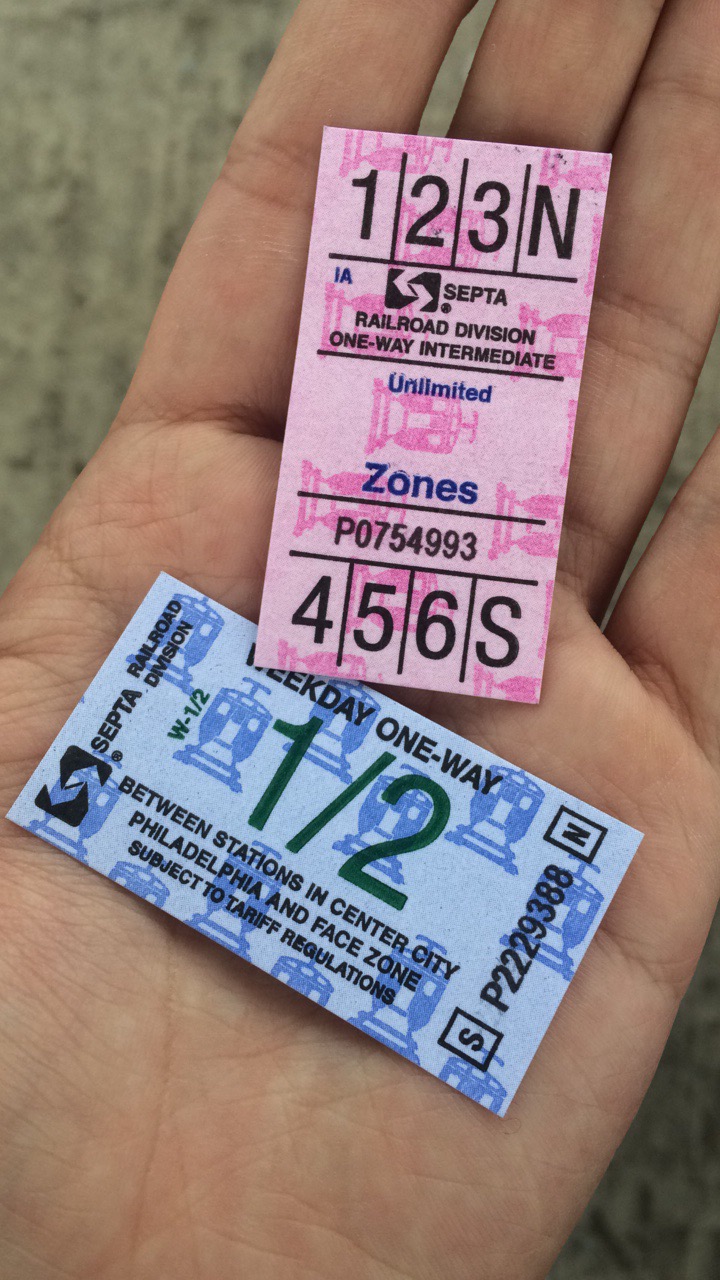 1 2 3 N
IA
SEPTA ®
RAILROAD DIVISION
ONE-WAY INTERMEDIATE
Unlimited
Zones
P0754993
4 5 6 S
SEPTA ® RAILROAD
DIVISION
W-1/2
WEEKDAY ONE-WAY
1/2
BETWEEN STATIONS IN CENTER CITY
PHILADELPHIA AND FACE ZONE
SUBJECT TO TARIFF REGULATIONS
S P2229388 N